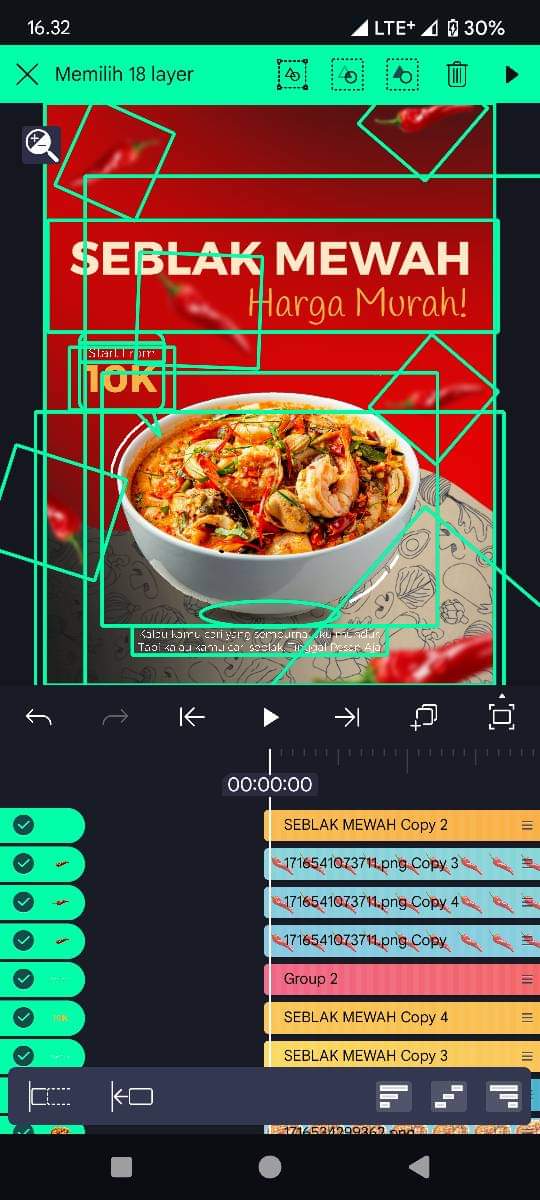 16.32
LTE+
30%
Memilih 18 layer
SEBLAK MEWAH
Harga Murah!
Start From
10K
Kalau kamu cari yang sempurna, aku mundur.
Tapi kalau kamu cari seblak, Tinggal Pesan Aja
00:00:00
SEBLAK MEWAH Copy 2
1716541073711.png Copy 3
1716541073711.png Copy 4
1716541073711.png Copy
Group 2
SEBLAK MEWAH Copy 4
10K
SEBLAK MEWAH Copy 3
1716534299362.png